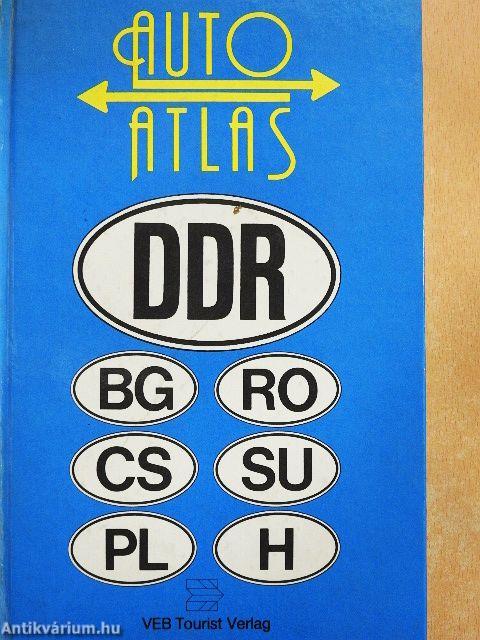 AUTO
ATLAS
DDR
BG RO
CS SU
PL H
VEB Tourist Verlag
Antikvárium.hu